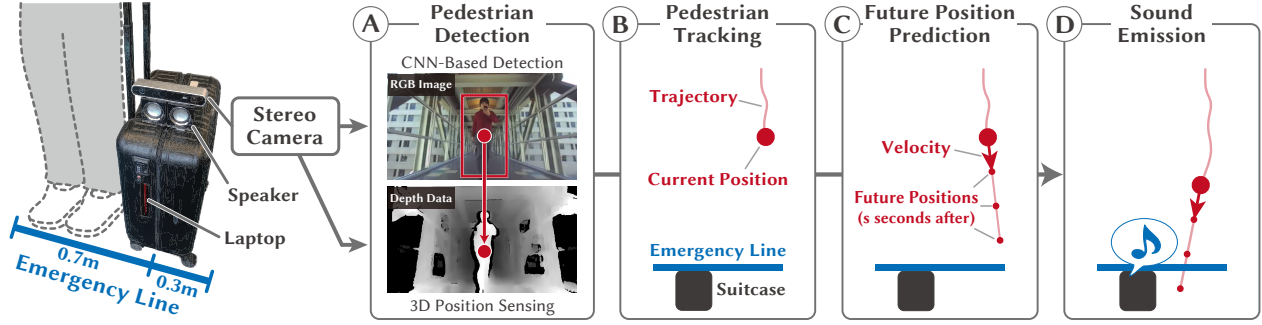 Stereo
Camera
Speaker
Laptop
0.7m
0.3m
Emergency Line
A
Pedestrian
Detection
CNN-Based Detection
RGB Image
Depth Data
3D Position Sensing
B
Pedestrian
Tracking
Trajectory
Current Position
Emergency Line
Suitcase
C
Future Position
Prediction
Velocity
Future Positions
(s seconds after)
D
Sound
Emission